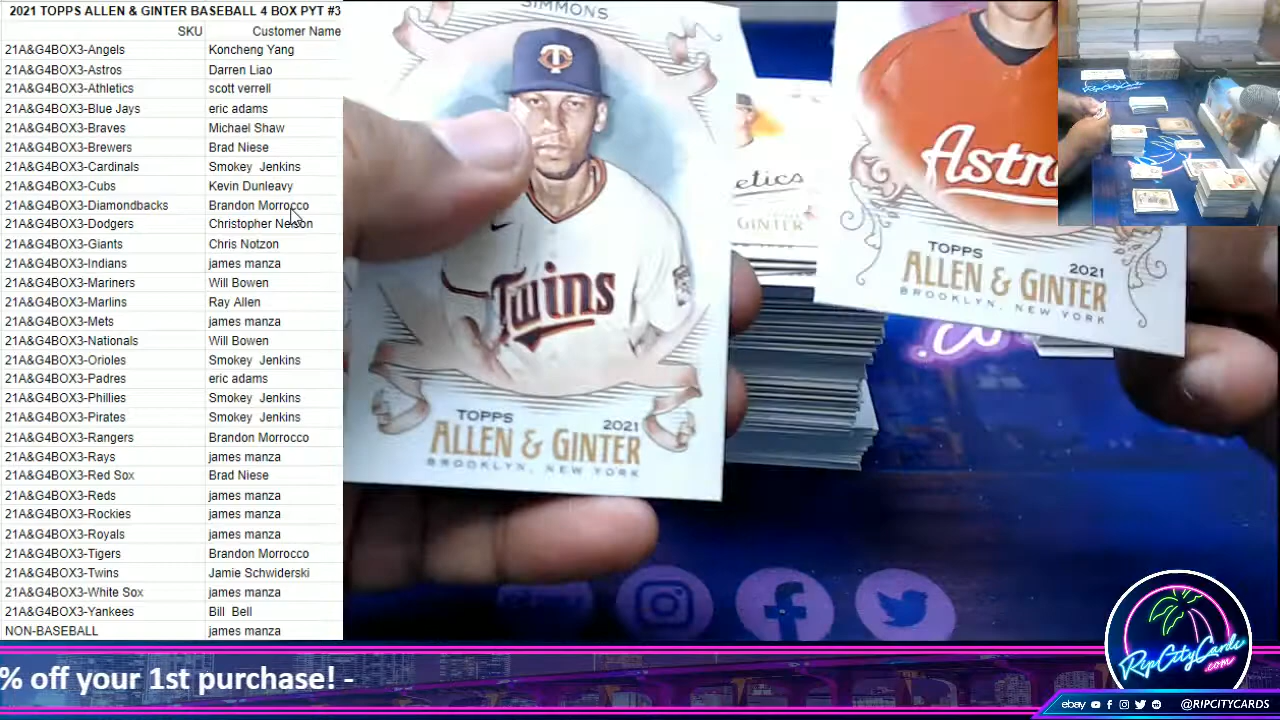 2021 TOPPS ALLEN & GINTER BASEBALL 4 BOX PYT #3
SKU Customer Name
21A&G4BOX3-Angels Koncheng Yang
21A&G4BOX3-Astros Darren Liao
21A&G4BOX3-Athletics scott verrell
21A&G4BOX3-Blue Jays eric adams
21A&G4BOX3-Braves Michael Shaw
21A&G4BOX3-Brewers Brad Niese
21A&G4BOX3-Cardinals Smokey Jenkins
21A&G4BOX3-Cubs Kevin Dunleavy
21A&G4BOX3-Diamondbacks Brandon Morrocco
21A&G4BOX3-Dodgers Christopher Nelson
21A&G4BOX3-Giants Chris Notzon
21A&G4BOX3-Indians james manza
21A&G4BOX3-Mariners Will Bowen
21A&G4BOX3-Marlins Ray Allen
21A&G4BOX3-Mets james manza
21A&G4BOX3-Nationals Will Bowen
21A&G4BOX3-Orioles Smokey Jenkins
21A&G4BOX3-Padres eric adams
21A&G4BOX3-Phillies Smokey Jenkins
21A&G4BOX3-Pirates Smokey Jenkins
21A&G4BOX3-Rangers Brandon Morrocco
21A&G4BOX3-Rays james manza
21A&G4BOX3-Red Sox Brad Niese
21A&G4BOX3-Reds james manza
21A&G4BOX3-Rockies james manza
21A&G4BOX3-Royals james manza
21A&G4BOX3-Tigers Brandon Morrocco
21A&G4BOX3-Twins Jamie Schwiderski
21A&G4BOX3-White Sox james manza
21A&G4BOX3-Yankees Bill Bell
NON-BASEBALL james manza
SIMMONS
TC
Twins
TOPPS 2021
ALLEN & GINTER
BROOKLYN, NEW YORK
etics
GINTER
Astro
TOPPS 2021
ALLEN & GINTER
BROOKLYN, NEW YORK
% off your 1st purchase! -
RipCityCards
.com
ebay @RIPCITYCARDS